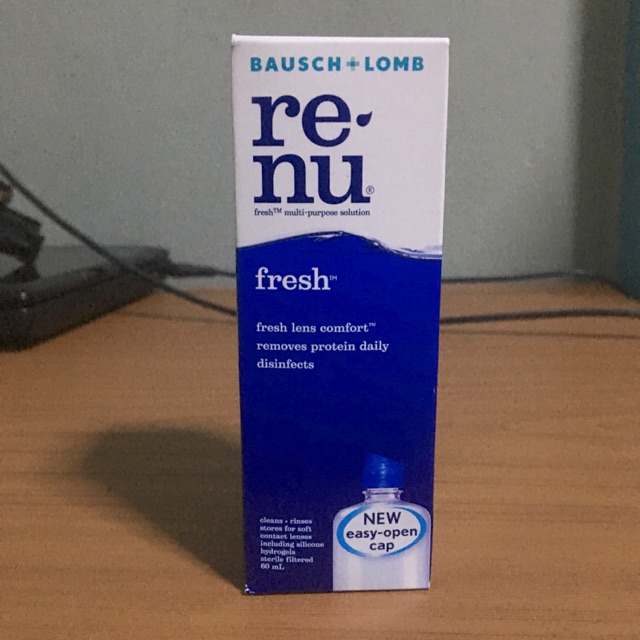 BAUSCH + LOMB
re
nu®
fresh™ multi-purpose solution
fresh™
fresh lens comfort™
removes protein daily
disinfects
cleans • rinses
stores for soft
contact lenses
including silicone
hydrogels
sterile filtered
60 mL
NEW
easy-open
cap